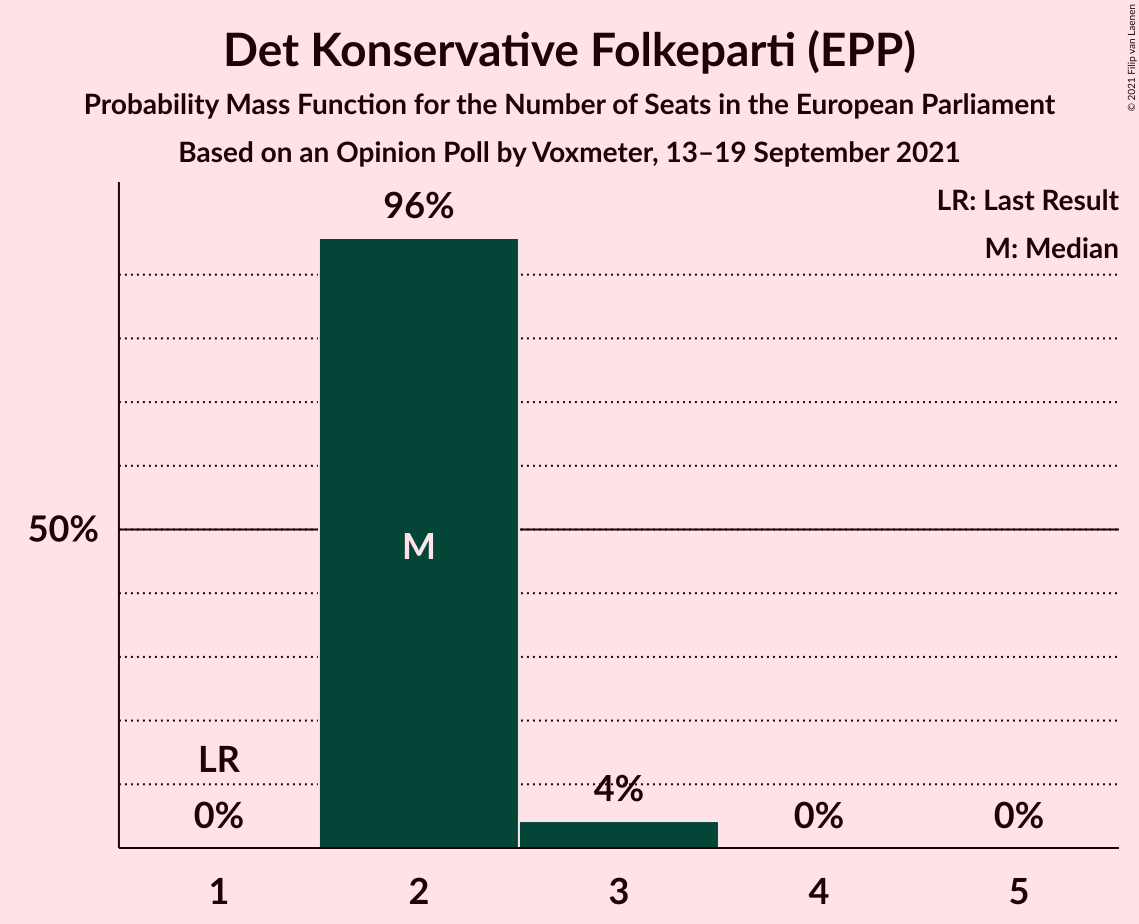 Det Konservative Folkeparti (EPP)
Probability Mass Function for the Number of Seats in the European Parliament
Based on an Opinion Poll by Voxmeter, 13–19 September 2021
© 2021 Filip van Laenen
LR: Last Result
M: Median
96%
50%
M
LR
0%
4%
0%
0%
1
2
3
4
5